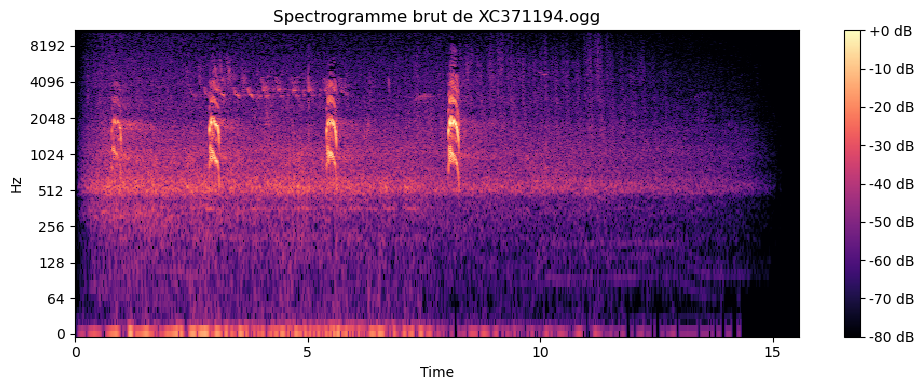 Spectrogramme brut de XC371194.ogg
8192
4096
2048
1024
512
256
128
64
0
Hz
0
5
10
15
Time
+0 dB
-10 dB
-20 dB
-30 dB
-40 dB
-50 dB
-60 dB
-70 dB
-80 dB